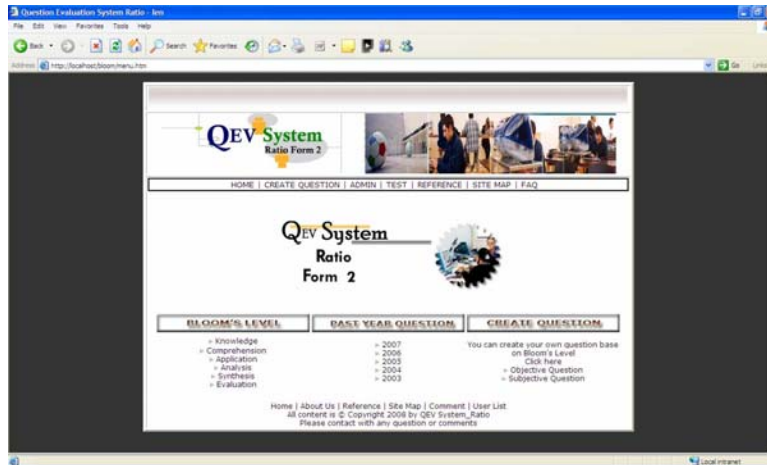 Question Evaluation System Ratio - Ien
File Edit View Favorites Tools Help
Back Search Favorites
Address http://localhost/bloom/menu.htm Go Links
QEV System
Ratio Form 2
HOME | CREATE QUESTION | ADMIN | TEST | REFERENCE | SITE MAP | FAQ
QEV System
Ratio
Form 2
BLOOM'S LEVEL PAST YEAR QUESTION CREATE QUESTION
» Knowledge
» Comprehension
» Application
» Analysis
» Synthesis
» Evaluation
» 2007
» 2006
» 2005
» 2004
» 2003
You can create your own question base
on Bloom's Level
Click here
» Objective Question
» Subjective Question
Home | About Us | Reference | Site Map | Comment | User List
All content is © Copyright 2008 by QEV System_Ratio
Please contact with any question or comments
Local intranet